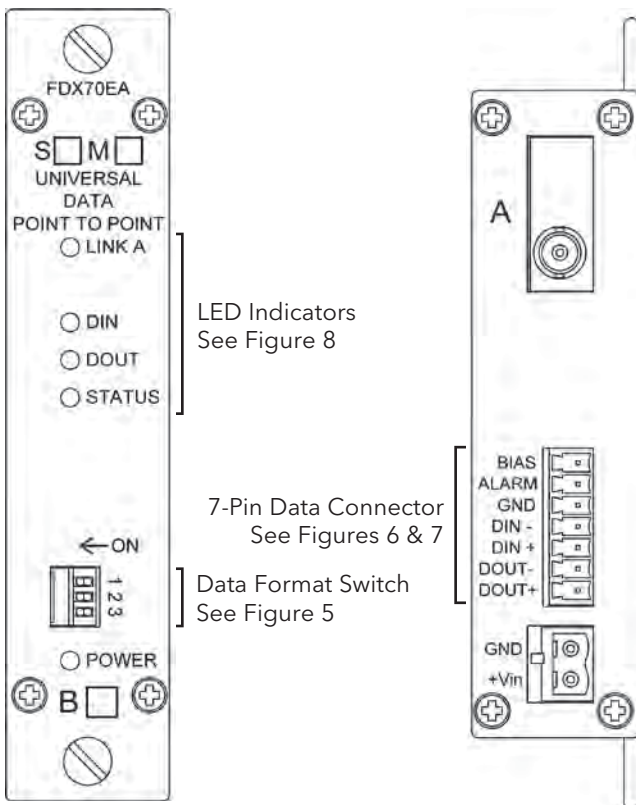 FDX70EA
S M
UNIVERSAL
DATA
POINT TO POINT
LINK A
DIN
DOUT
STATUS
LED Indicators
See Figure 8
←ON
1
2
3
Data Format Switch
See Figure 5
POWER
B
A
7-Pin Data Connector
See Figures 6 & 7
BIAS
ALARM
GND
DIN -
DIN +
DOUT-
DOUT+
GND
+Vin